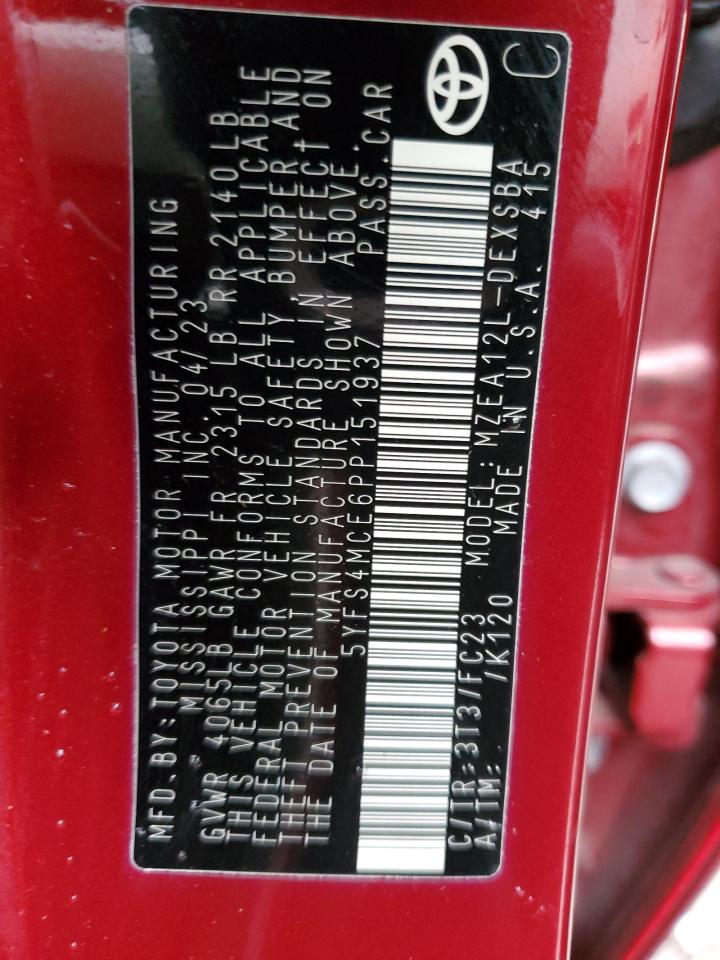 MFD.BY:TOYOTA MOTOR MANUFACTURING
MISSISSIPPI INC. 04/23
GVWR 4065LB GAWR FR 2315 LB RR 2140LB
THIS VEHICLE CONFORMS TO ALL APPLICABLE
FEDERAL MOTOR VEHICLE SAFETY BUMPER, AND
THEFT PREVENTION STANDARDS IN EFFECT ON
THE DATE OF MANUFACTURE SHOWN ABOVE.
5YFS4MCE6PP151937 PASS.CAR
C/TR:3T3/FC23 MODEL:MZEA12L-DEXSBA
A/TM: /K120 MADE IN U.S.A. 415
C